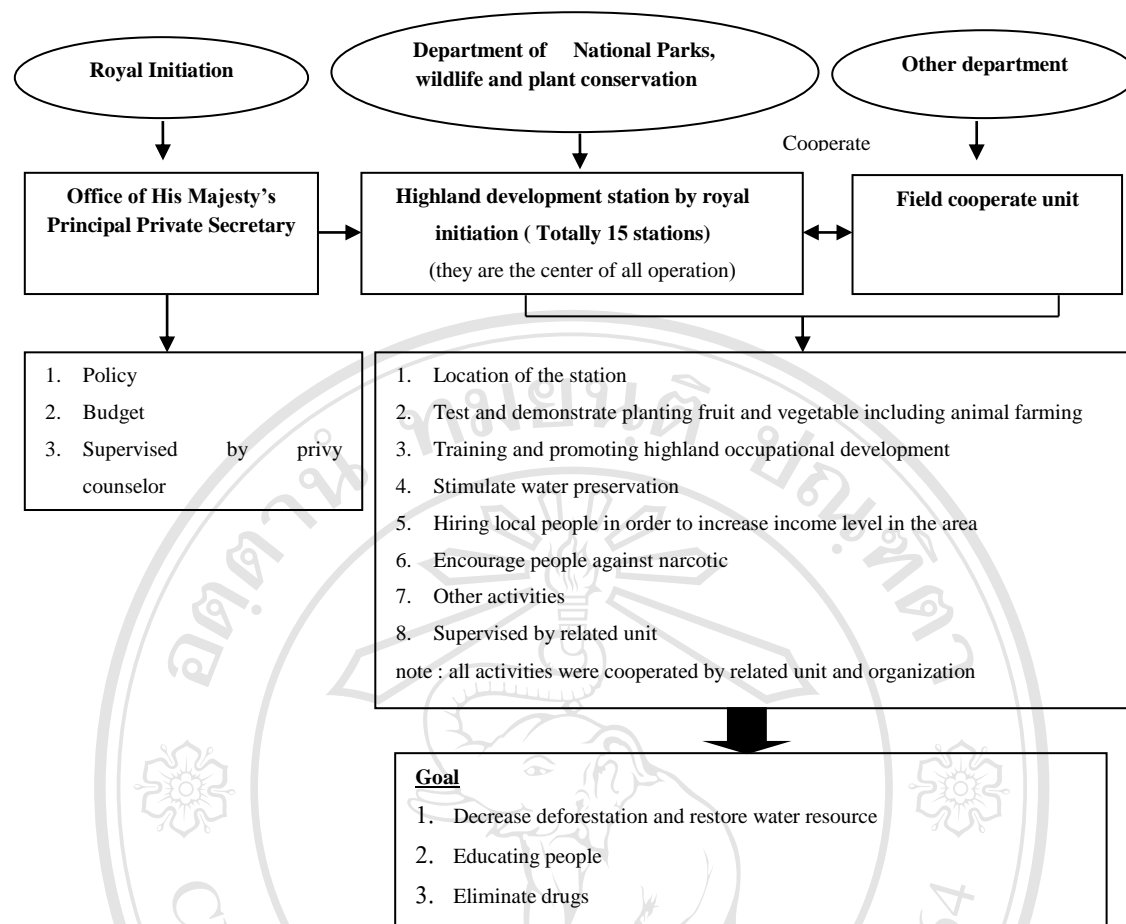 Royal Initiation
Department of National Parks,
wildlife and plant conservation
Other department
Cooperate
Office of His Majesty’s
Principal Private Secretary
Highland development station by royal
initiation ( Totally 15 stations)
(they are the center of all operation)
Field cooperate unit
1. Policy
2. Budget
3. Supervised by privy
counselor
1. Location of the station
2. Test and demonstrate planting fruit and vegetable including animal farming
3. Training and promoting highland occupational development
4. Stimulate water preservation
5. Hiring local people in order to increase income level in the area
6. Encourage people against narcotic
7. Other activities
8. Supervised by related unit
note : all activities were cooperated by related unit and organization
Goal
1. Decrease deforestation and restore water resource
2. Educating people
3. Eliminate drugs